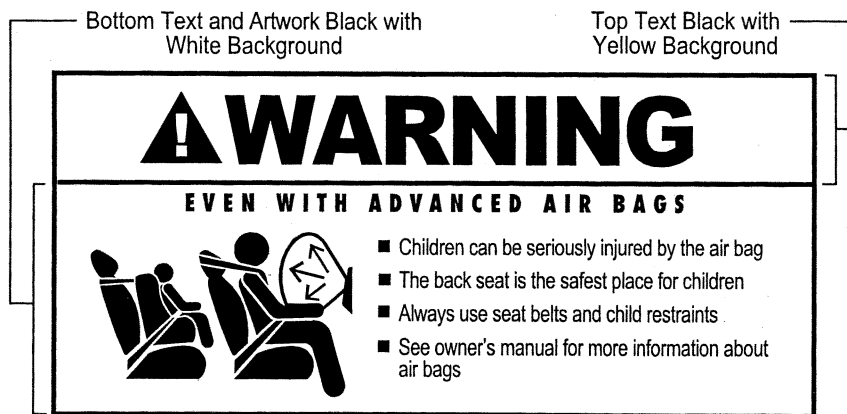 Bottom Text and Artwork Black with
White Background
Top Text Black with
Yellow Background
! WARNING
EVEN WITH ADVANCED AIR BAGS
■ Children can be seriously injured by the air bag
■ The back seat is the safest place for children
■ Always use seat belts and child restraints
■ See owner's manual for more information about
air bags